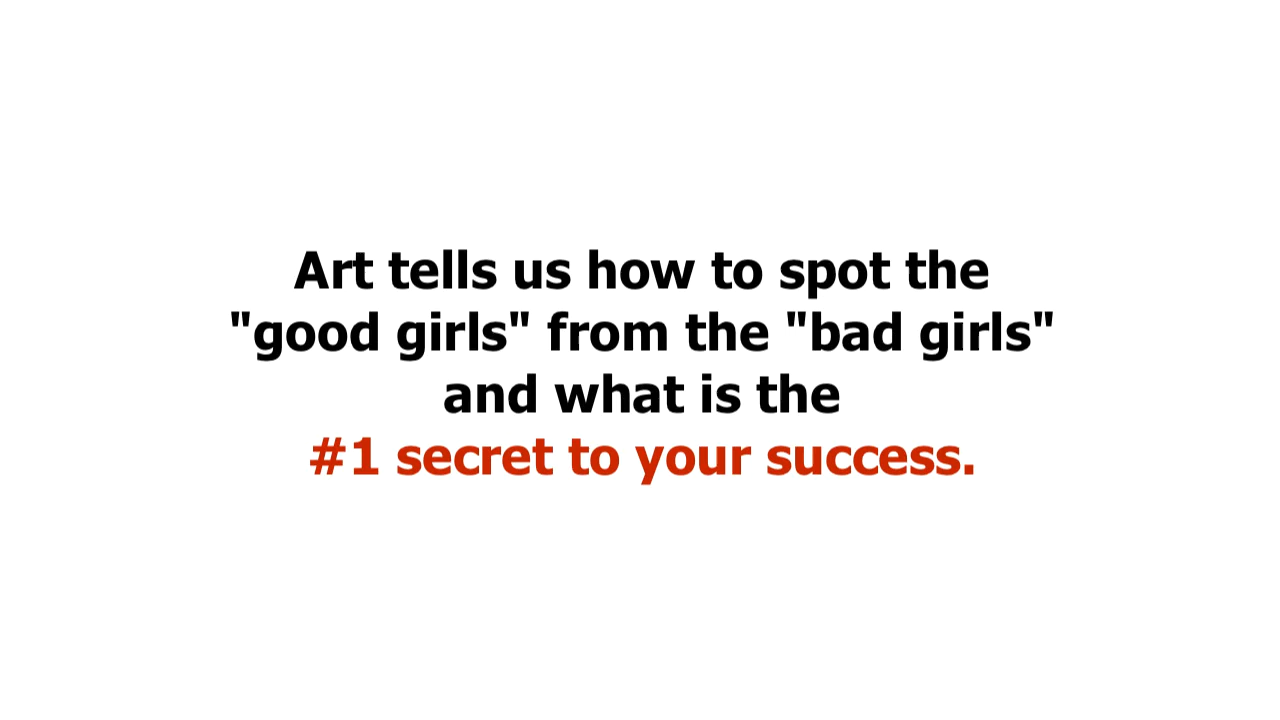 Art tells us how to spot the
"good girls" from the "bad girls"
and what is the
#1 secret to your success.